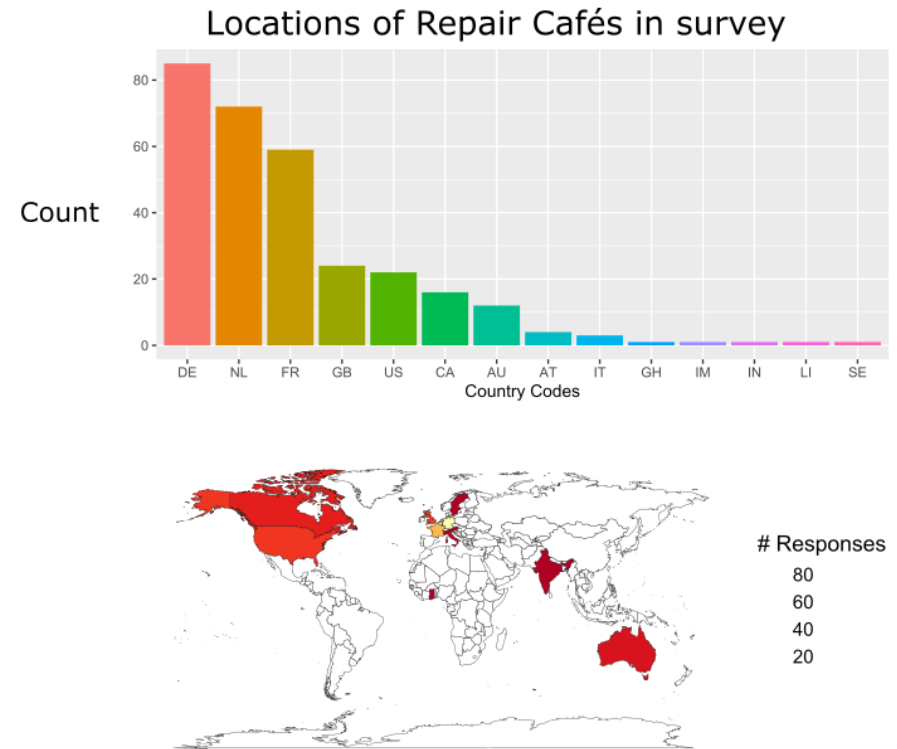 Locations of Repair Cafés in survey
Count
80
60
40
20
0
DE NL FR GB US CA AU AT IT GH IM IN LI SE
Country Codes
# Responses
80
60
40
20